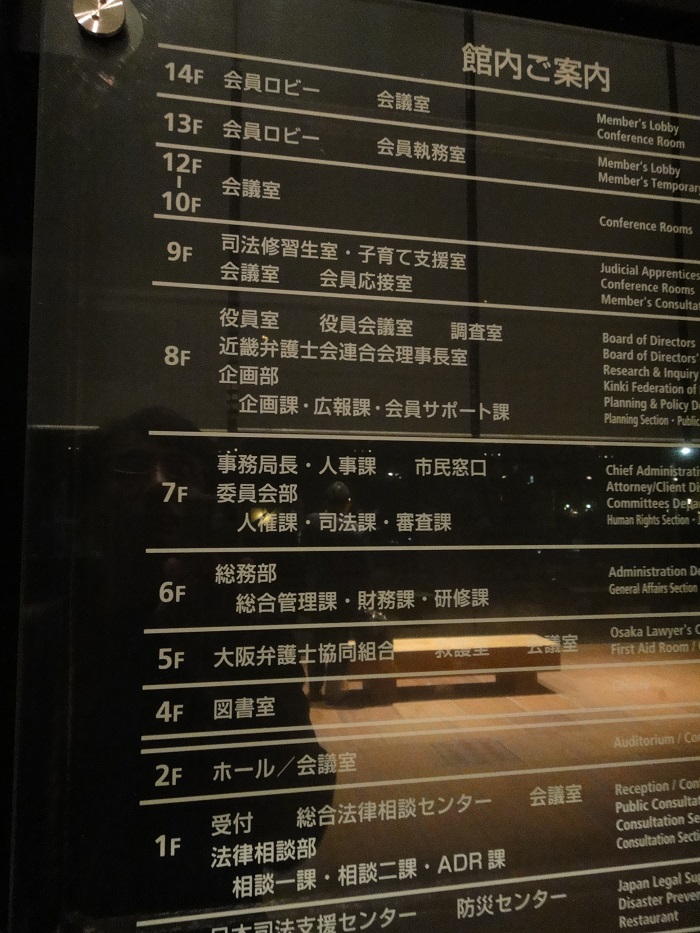 館内ご案内
14F 会員ロビー 会議室 Member's Lobby
Conference Room
13F 会員ロビー 会員執務室 Member's Lobby
Member's Temporary
12F
10F
会議室 Conference Rooms
9F 司法修習生室・子育て支援室 Judicial Apprentices
会議室 会員応接室 Conference Rooms
Member's Consultat
8F 役員室 役員会議室 調査室 Board of Directors
近畿弁護士会連合会理事長室 Board of Directors'
企画部 Research & Inquiry
Kinki Federation of
企画課・広報課・会員サポート課 Planning & Policy D
Planning Section・Public
7F 事務局長・人事課 市民窓口 Chief Administrati
委員会部 Attorney/Client Di
Committees Depa
人権課・司法課・審査課 Human Rights Section・
6F 総務部 Administration De
総合管理課・財務課・研修課 General Affairs Section
5F 大阪弁護士協同組合 救護室 会議室 Osaka Lawyer's C
First Aid Room /
4F 図書室
2F ホール／会議室 Auditorium / Co
1F 受付 総合法律相談センター 会議室 Reception / Con
法律相談部 Public Consultat
Consultation Se
相談一課・相談二課・ADR課 Consultation Secti
日本司法支援センター 防災センター Japan Legal Sup
Disaster Preve
Restaurant